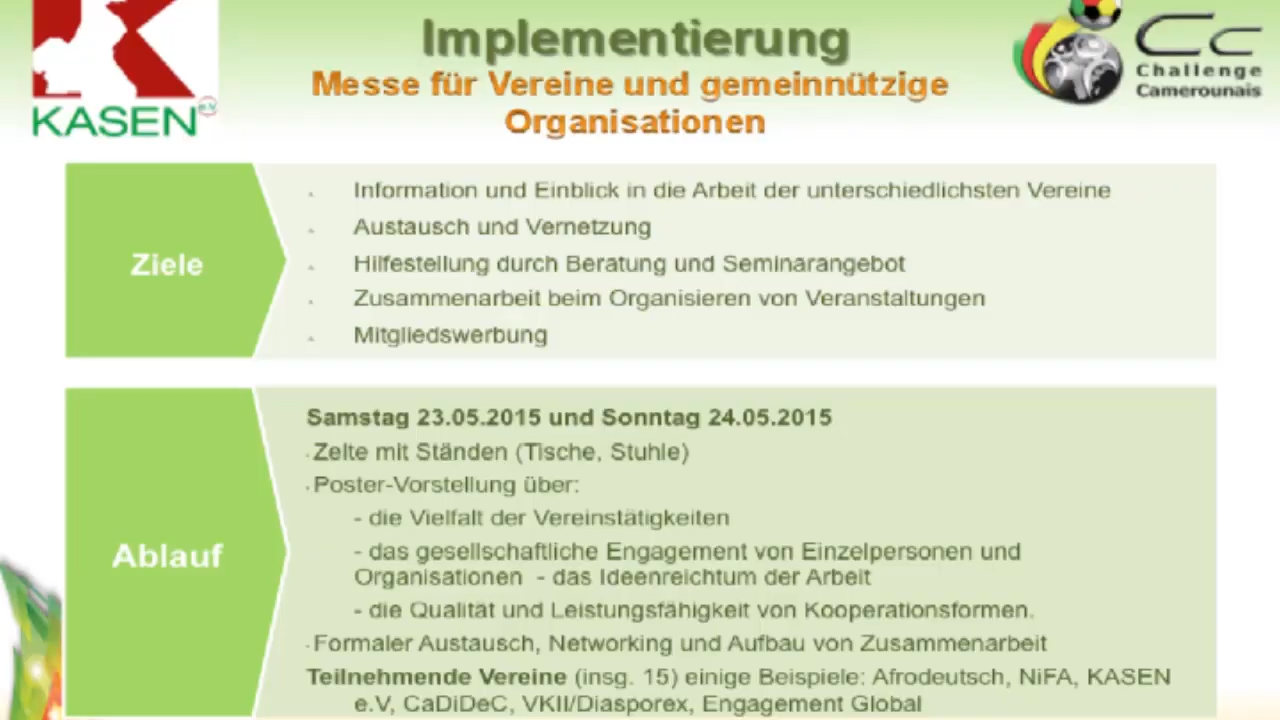 Implementierung
Messe für Vereine und gemeinnützige
Organisationen
KASEN e.V
Cc
Challenge
Camerounais
Ziele
Information und Einblick in die Arbeit der unterschiedlichsten Vereine
Austausch und Vernetzung
Hilfestellung durch Beratung und Seminarangebot
Zusammenarbeit beim Organisieren von Veranstaltungen
Mitgliedswerbung
Ablauf
Samstag 23.05.2015 und Sonntag 24.05.2015
Zelte mit Ständen (Tische, Stuhle)
Poster-Vorstellung über:
- die Vielfalt der Vereinstätigkeiten
- das gesellschaftliche Engagement von Einzelpersonen und
Organisationen - das Ideenreichtum der Arbeit
- die Qualität und Leistungsfähigkeit von Kooperationsformen.
Formaler Austausch, Networking und Aufbau von Zusammenarbeit
Teilnehmende Vereine (insg. 15) einige Beispiele: Afrodeutsch, NiFA, KASEN
e.V, CaDiDeC, VKII/Diasporex, Engagement Global